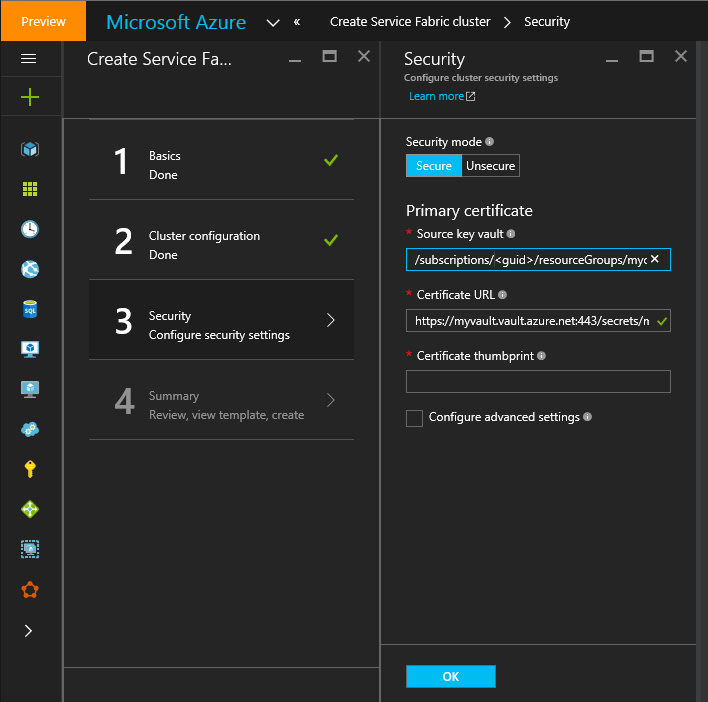 Preview
Microsoft Azure
«
Create Service Fabric cluster
Security
Create Service Fa...
1
Basics
Done
2
Cluster configuration
Done
3
Security
Configure security settings
4
Summary
Review, view template, create
Security
Configure cluster security settings
Learn more
Security mode
Secure
Unsecure
Primary certificate
* Source key vault
/subscriptions/<guid>/resourceGroups/myc
* Certificate URL
https://myvault.vault.azure.net:443/secrets/n
* Certificate thumbprint
Configure advanced settings
OK
SQL